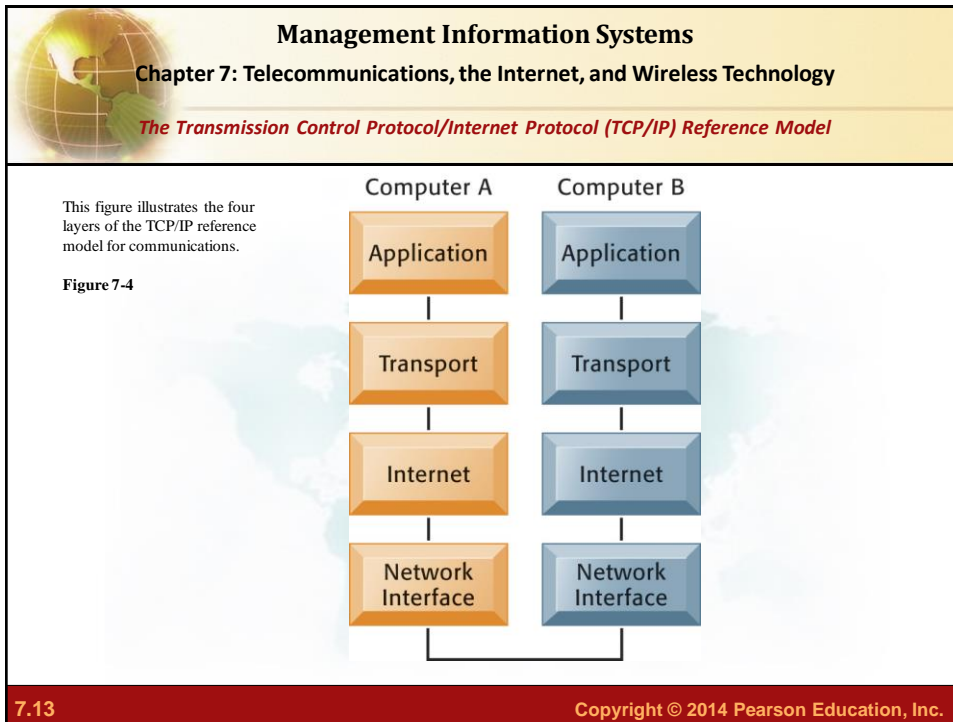 Management Information Systems
Chapter 7: Telecommunications, the Internet, and Wireless Technology
The Transmission Control Protocol/Internet Protocol (TCP/IP) Reference Model
This figure illustrates the four
layers of the TCP/IP reference
model for communications.
Figure 7-4
Computer A
Application
Transport
Internet
Network
Interface
Computer B
Application
Transport
Internet
Network
Interface
7.13
Copyright © 2014 Pearson Education, Inc.